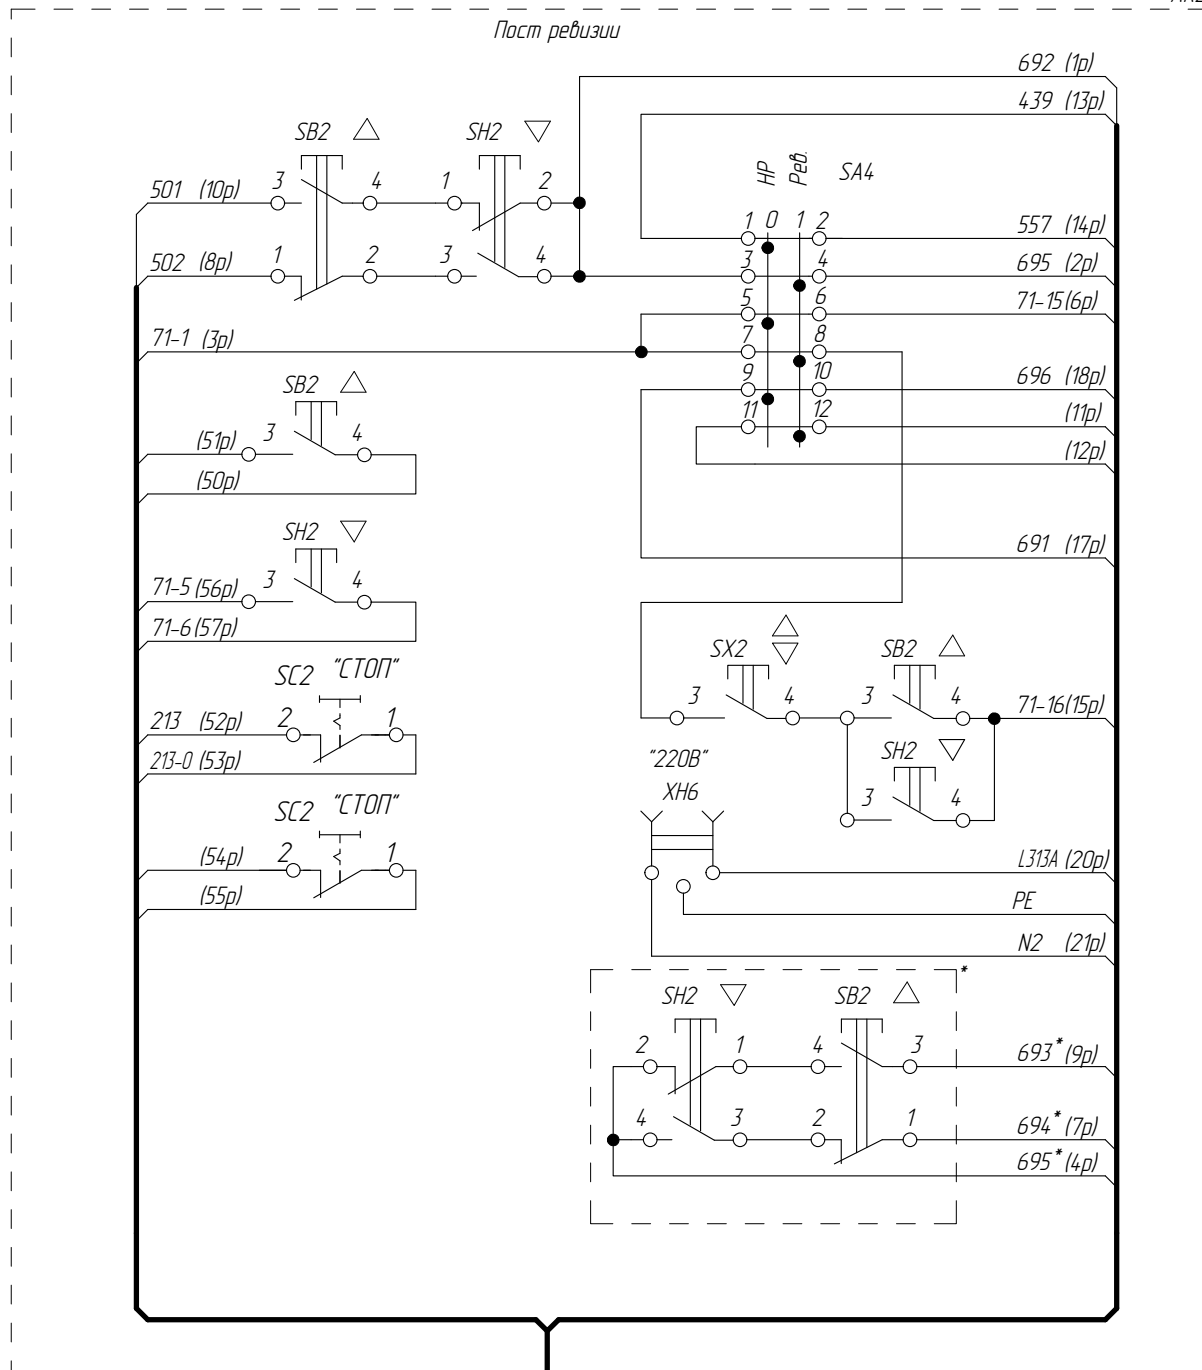 Пост ревизии
692 (1р)
439 (13р)
SB2
SH2
НР
Рев.
SA4
501 (10р)
3
4
1
2
1 0 1 2
557 (14р)
502 (8р)
1
2
3
4
3
4
695 (2р)
5
6
71-15(6р)
71-1 (3р)
7
8
SB2
9
10
696 (18р)
11
12
(11р)
(51р)
3
4
(12р)
(50р)
SH2
691 (17р)
71-5(56р)
3
4
71-6(57р)
SX2
SB2
SC2
"СТОП"
3
4
3
4
71-16(15р)
213 (52р)
2
1
213-0 (53р)
"220В"
SH2
XH6
3
4
SC2
"СТОП"
(54р)
2
1
L313A (20р)
(55р)
PE
N2 (21р)
*
SH2
SB2
2
1
4
3
693* (9р)
4
3
2
1
694* (7р)
695* (4р)